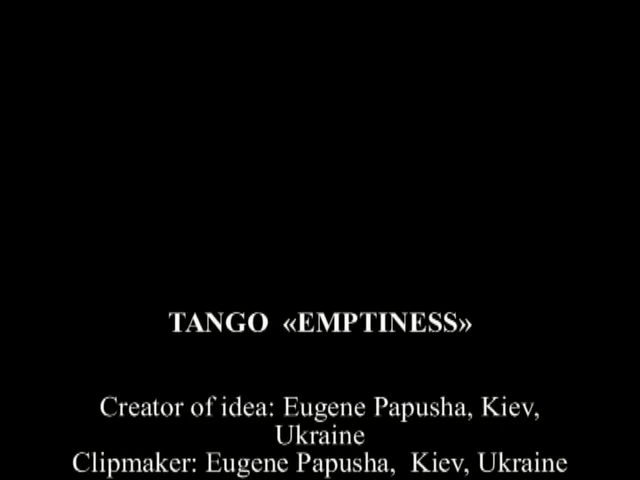 TANGO «EMPTINESS»
Creator of idea: Eugene Papusha, Kiev,
Ukraine
Clipmaker: Eugene Papusha, Kiev, Ukraine